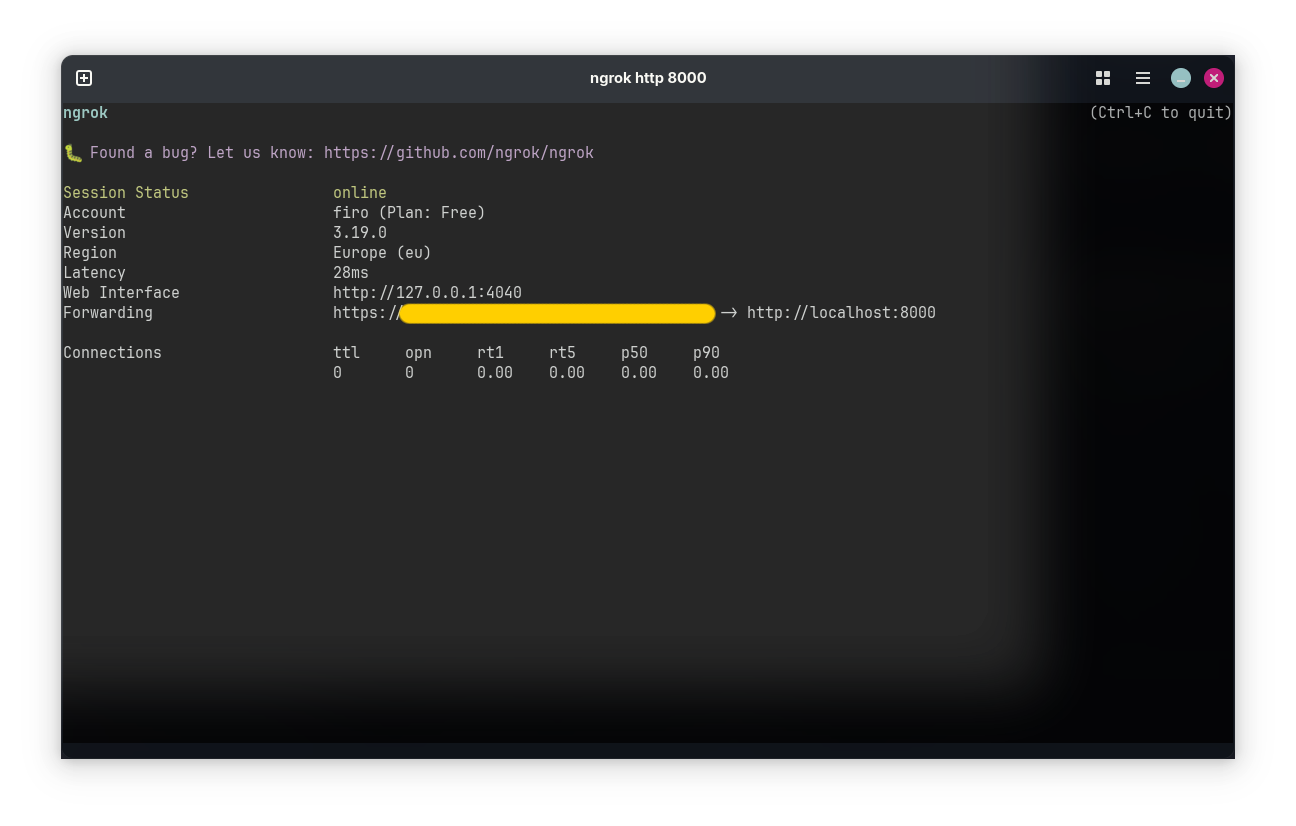 ngrok http 8000
ngrok (Ctrl+C to quit)
🐛 Found a bug? Let us know: https://github.com/ngrok/ngrok
Session Status online
Account firo (Plan: Free)
Version 3.19.0
Region Europe (eu)
Latency 28ms
Web Interface http://127.0.0.1:4040
Forwarding https:// -> http://localhost:8000
Connections ttl opn rt1 rt5 p50 p90
0 0 0.00 0.00 0.00 0.00